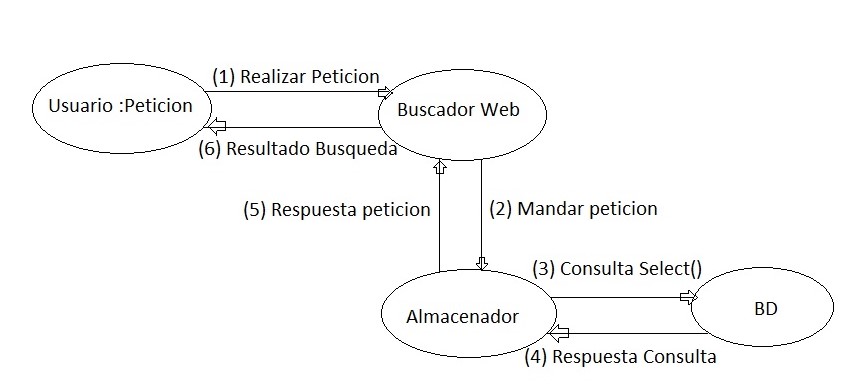 (1) Realizar Peticion
Usuario :Peticion
Buscador Web
(6) Resultado Busqueda
(5) Respuesta peticion
(2) Mandar peticion
(3) Consulta Select()
Almacenador
BD
(4) Respuesta Consulta